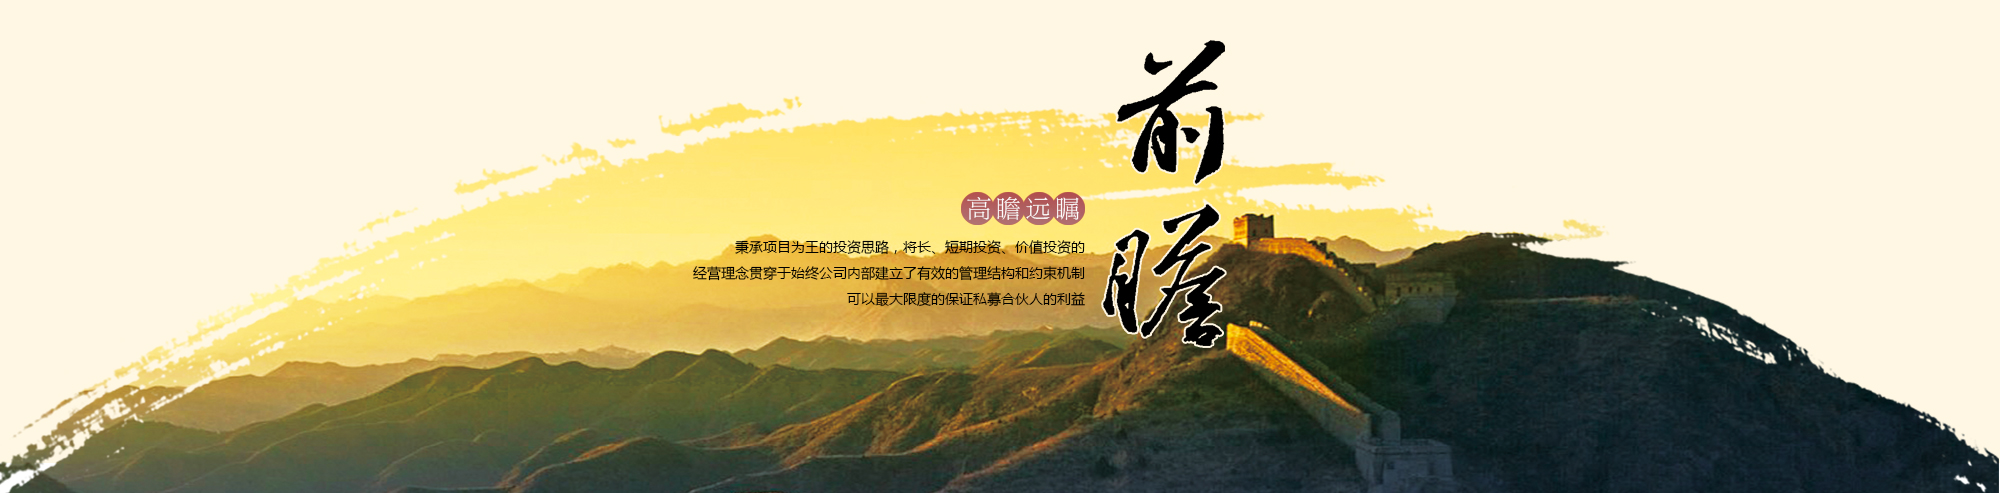 前瞻
高瞻远瞩
秉承项目为王的投资思路，将长、短期投资、价值投资的
经营理念贯穿于始终公司内部建立了有效的管理结构和约束机制
可以最大限度的保证私募合伙人的利益